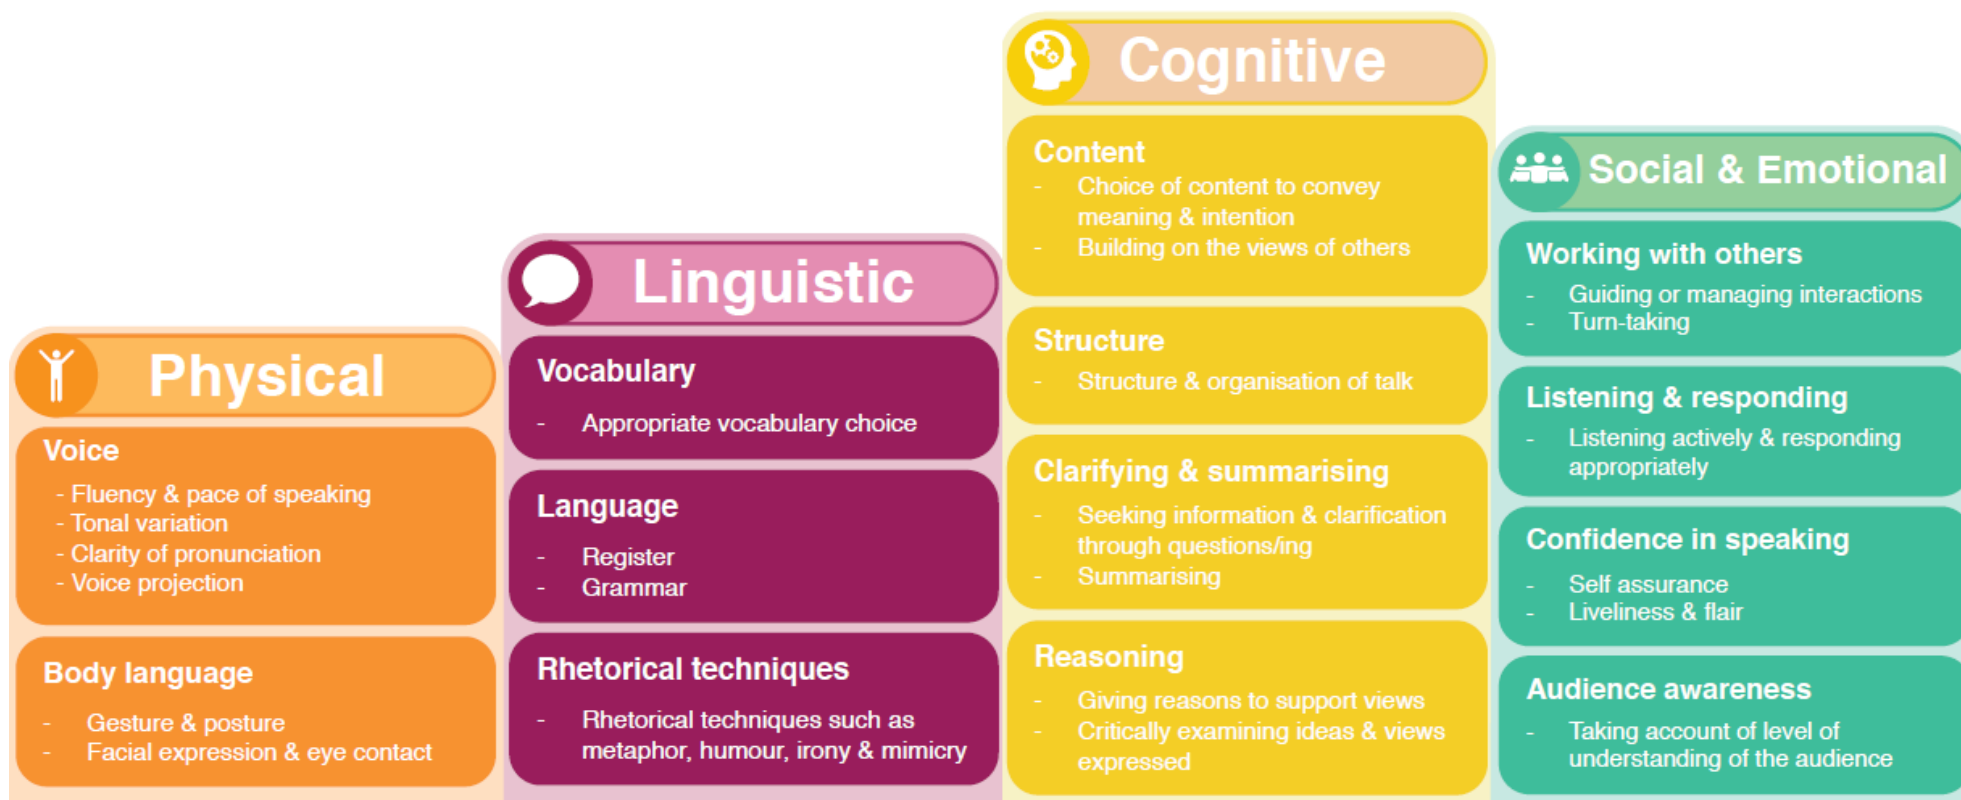 Physical
Voice
- Fluency & pace of speaking
- Tonal variation
- Clarity of pronunciation
- Voice projection
Body language
- Gesture & posture
- Facial expression & eye contact
Linguistic
Vocabulary
- Appropriate vocabulary choice
Language
- Register
- Grammar
Rhetorical techniques
- Rhetorical techniques such as
metaphor, humour, irony & mimicry
Cognitive
Content
- Choice of content to convey
meaning & intention
- Building on the views of others
Structure
- Structure & organisation of talk
Clarifying & summarising
- Seeking information & clarification
through questions/ing
- Summarising
Reasoning
- Giving reasons to support views
- Critically examining ideas & views
expressed
Social & Emotional
Working with others
- Guiding or managing interactions
- Turn-taking
Listening & responding
- Listening actively & responding
appropriately
Confidence in speaking
- Self assurance
- Liveliness & flair
Audience awareness
- Taking account of level of
understanding of the audience